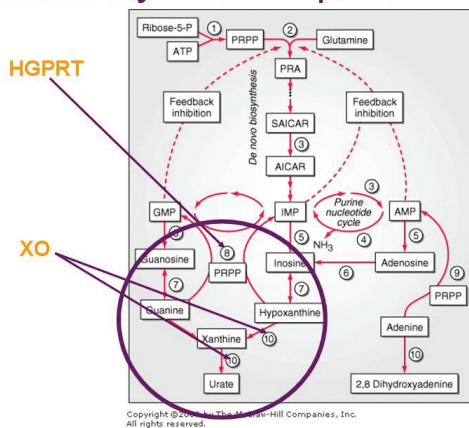 Ribose-5-P
ATP
1
PRPP
2
Glutamine
HGPRT
PRA
De novo biosynthesis
Feedback
inhibition
Feedback
inhibition
SAICAR
3
AICAR
GMP
IMP
Purine
nucleotide
cycle
3
AMP
4
NH3
5
5
XO
Guanosine
8
PRPP
Inosine
6
Adenosine
7
7
9
PRPP
Guanine
Hypoxanthine
Adenine
Xanthine
10
10
10
Urate
2,8 Dihydroxyadenine
Copyright © by The McGraw-Hill Companies, Inc.
All rights reserved.